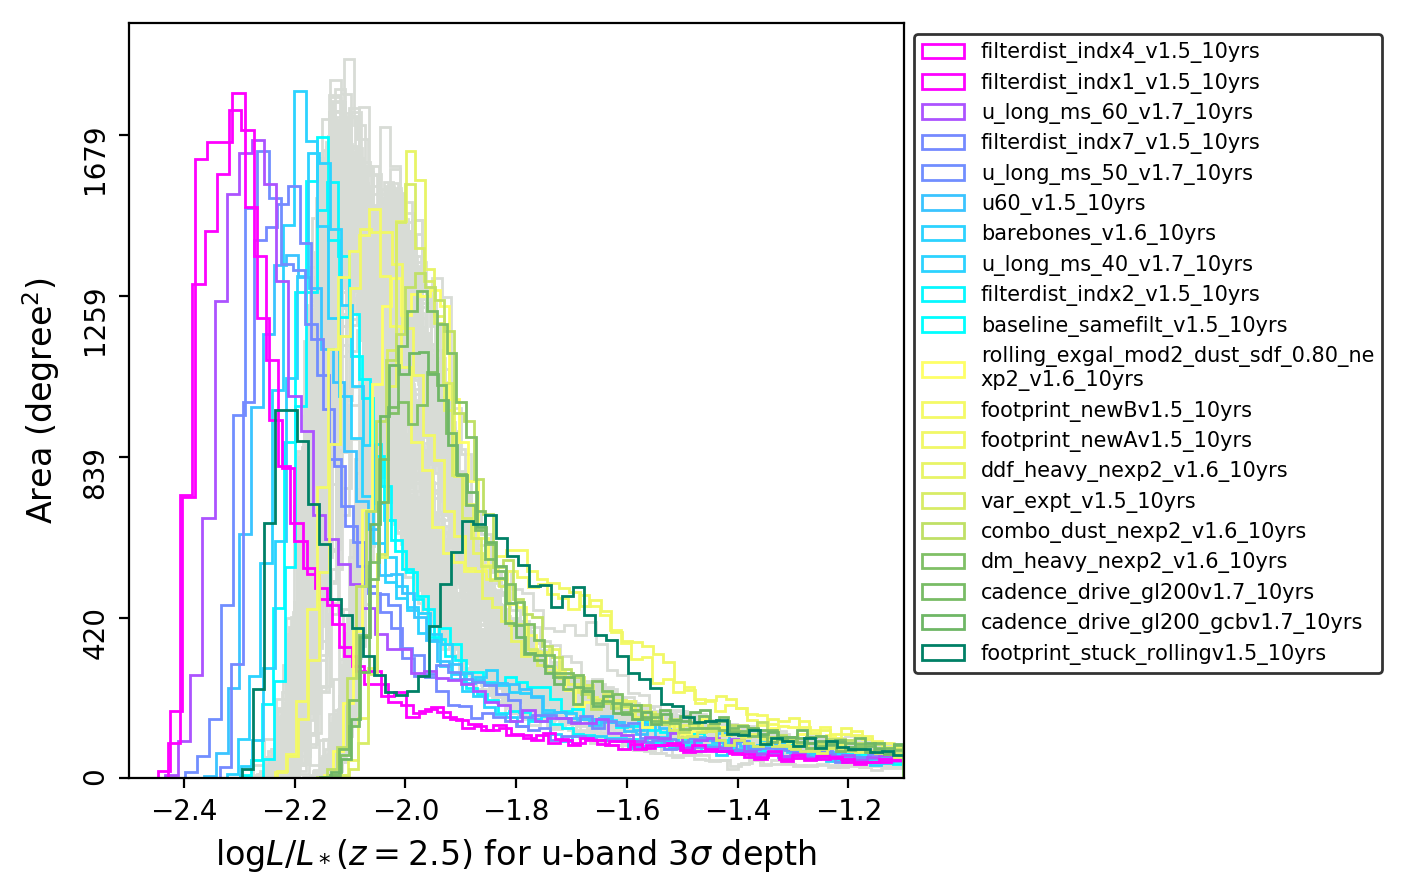 Area (degree²)
1679
1259
839
420
0
−2.4 −2.2 −2.0 −1.8 −1.6 −1.4 −1.2
logL/L*(z = 2.5) for u-band 3σ depth
filterdist_indx4_v1.5_10yrs
filterdist_indx1_v1.5_10yrs
u_long_ms_60_v1.7_10yrs
filterdist_indx7_v1.5_10yrs
u_long_ms_50_v1.7_10yrs
u60_v1.5_10yrs
barebones_v1.6_10yrs
u_long_ms_40_v1.7_10yrs
filterdist_indx2_v1.5_10yrs
baseline_samefilt_v1.5_10yrs
rolling_exgal_mod2_dust_sdf_0.80_ne
xp2_v1.6_10yrs
footprint_newBv1.5_10yrs
footprint_newAv1.5_10yrs
ddf_heavy_nexp2_v1.6_10yrs
var_expt_v1.5_10yrs
combo_dust_nexp2_v1.6_10yrs
dm_heavy_nexp2_v1.6_10yrs
cadence_drive_gl200v1.7_10yrs
cadence_drive_gl200_gcbv1.7_10yrs
footprint_stuck_rollingv1.5_10yrs